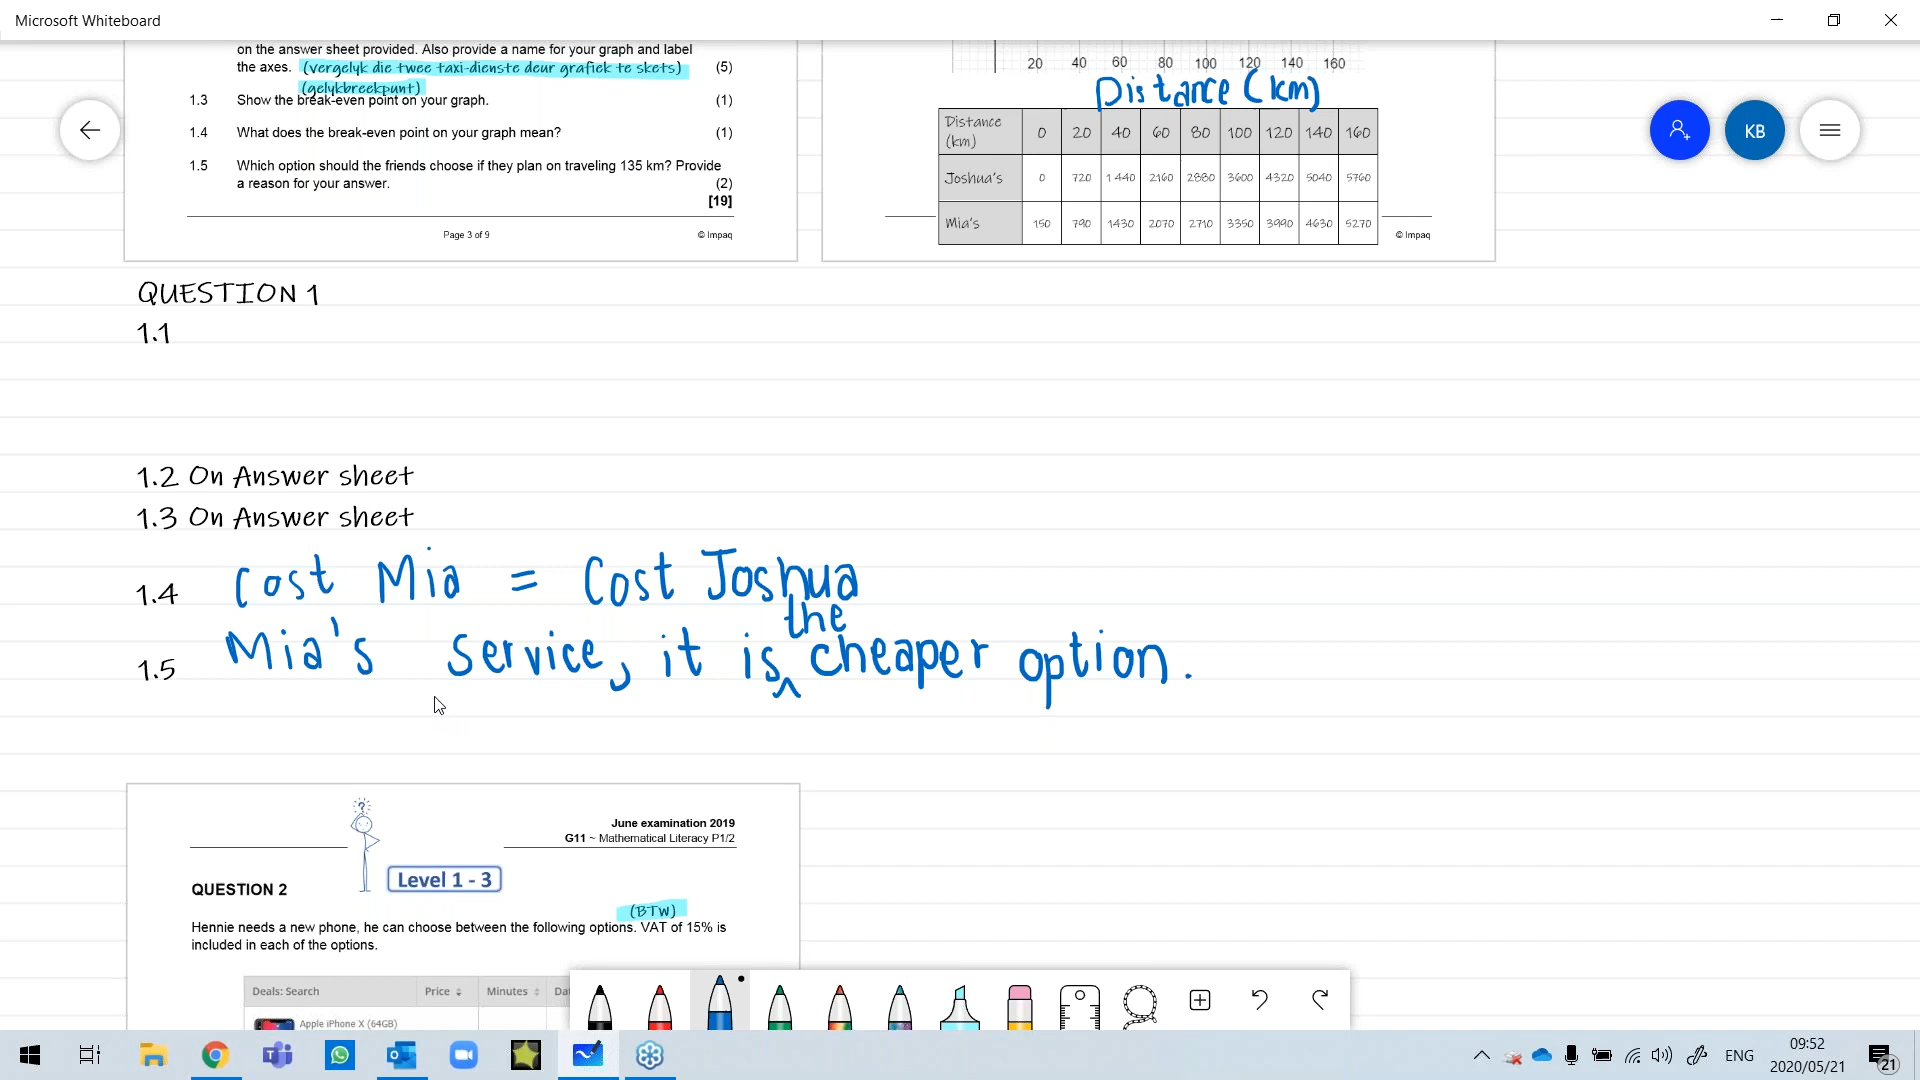 Microsoft Whiteboard
on the answer sheet provided. Also provide a name for your graph and label
the axes. (vergelyk die twee taxi-dienste deur grafiek te skets) (5)
(gelykbreekpunt)
1.3 Show the break-even point on your graph. (1)
1.4 What does the break-even point on your graph mean? (1)
1.5 Which option should the friends choose if they plan on traveling 135 km? Provide
a reason for your answer. (2)
[19]
Page 3 of 9 © Impaq
20 40 60 80 100 120 140 160
Distance (km)
Distance (km) 0 20 40 60 80 100 120 140 160
Joshua's 0 720 1 440 2160 2880 3600 4320 5040 5760
Mia's 150 790 1430 2070 2710 3350 3990 4630 5270
© Impaq
KB
QUESTION 1
1.1
1.2 On Answer sheet
1.3 On Answer sheet
1.4 Cost Mia = Cost Joshua
the
1.5 Mia's service, it is ^ cheaper option.
June examination 2019
G11 ~ Mathematical Literacy P1/2
Level 1 - 3
QUESTION 2
(BTW)
Hennie needs a new phone, he can choose between the following options. VAT of 15% is
included in each of the options.
Deals: Search Price Minutes
Apple iPhone X (64GB)
ENG
09:52
2020/05/21
21